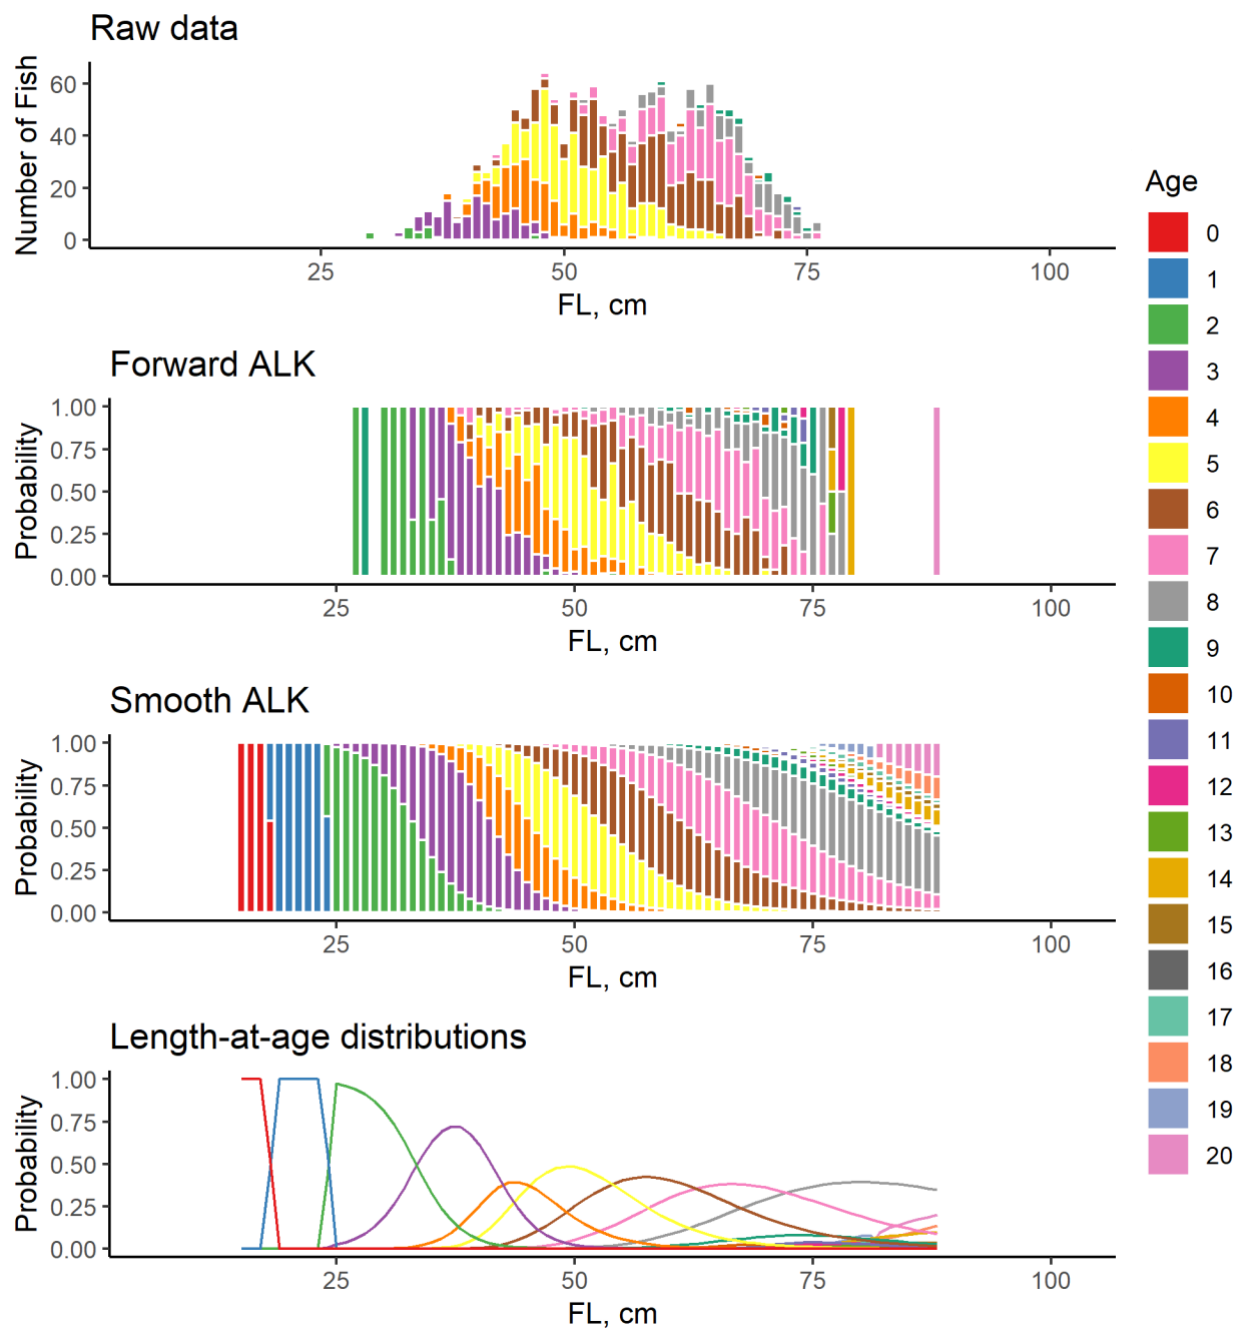 Raw data
Number of Fish
60
40
20
0
25 50 75 100
FL, cm
Forward ALK
Probability
1.00
0.75
0.50
0.25
0.00
25 50 75 100
FL, cm
Smooth ALK
Probability
1.00
0.75
0.50
0.25
0.00
25 50 75 100
FL, cm
Length-at-age distributions
Probability
1.00
0.75
0.50
0.25
0.00
25 50 75 100
FL, cm
Age
0
1
2
3
4
5
6
7
8
9
10
11
12
13
14
15
16
17
18
19
20